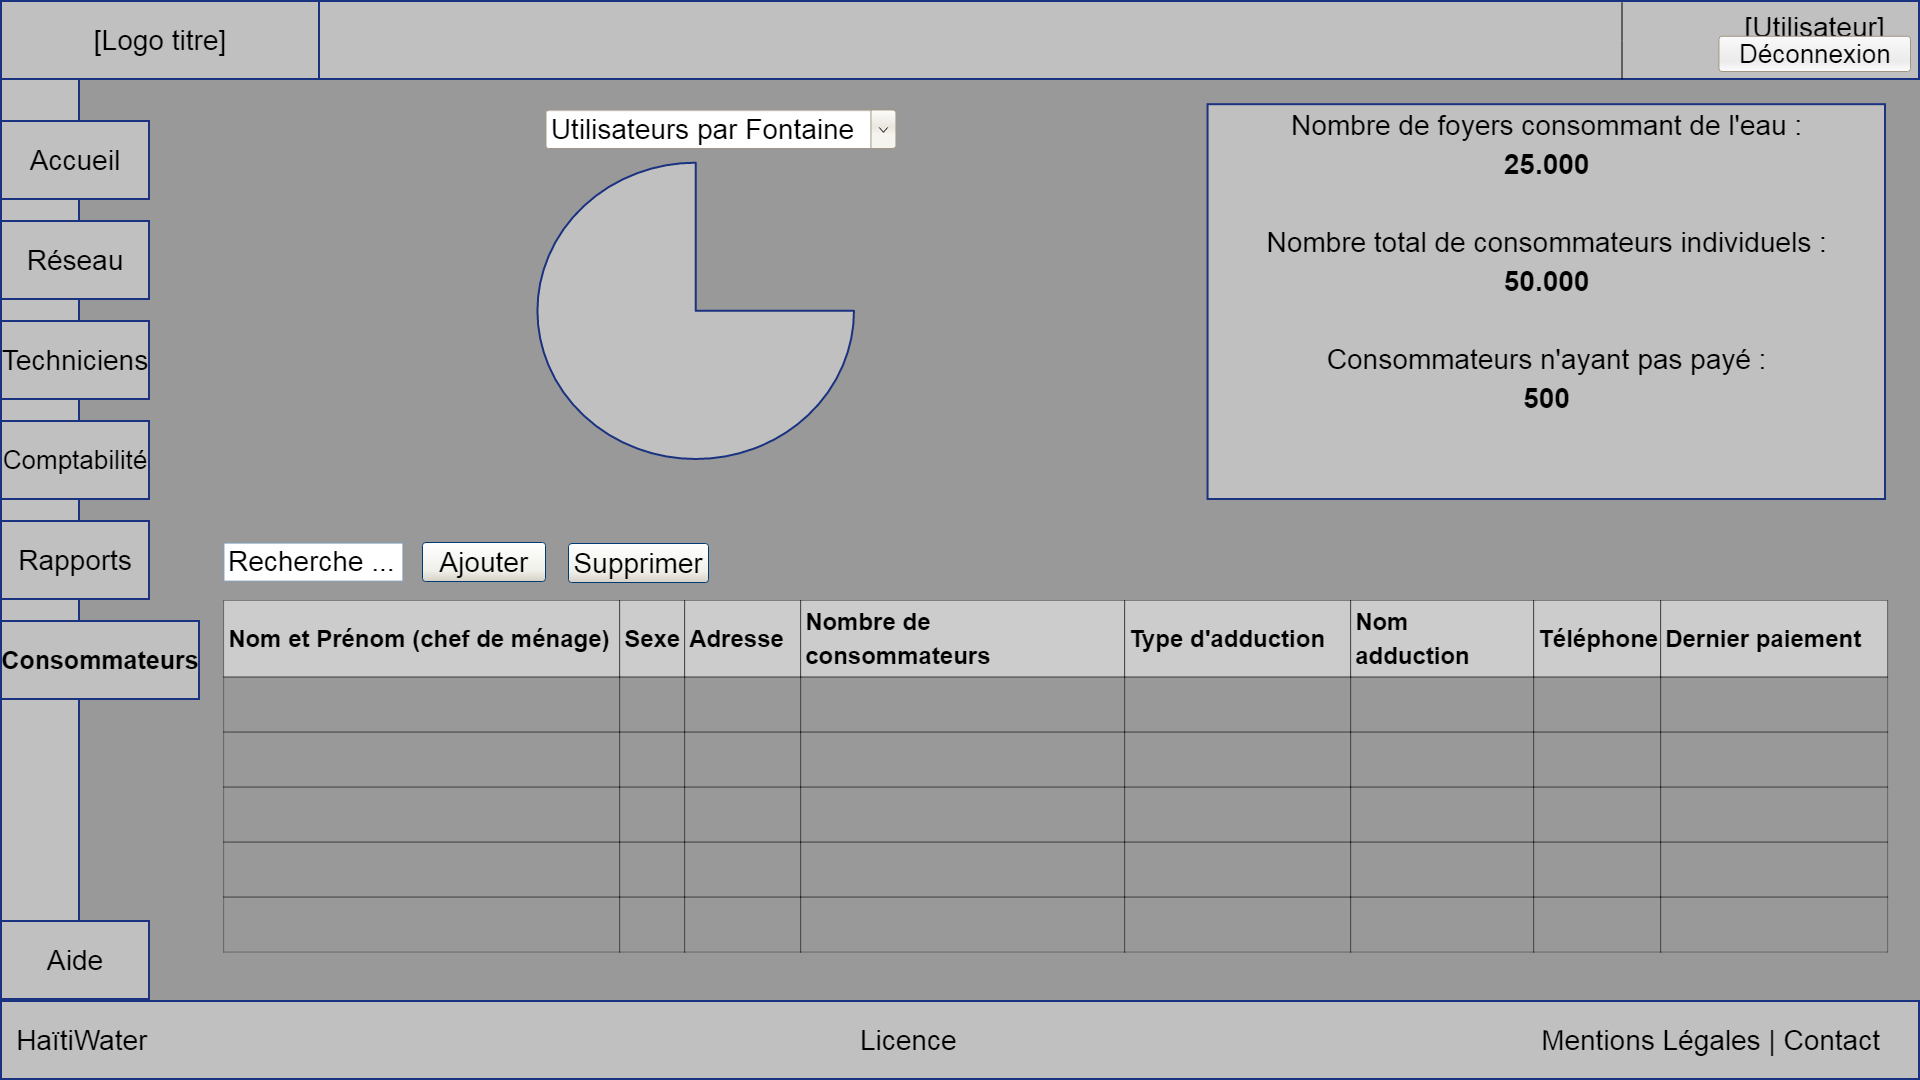 [Logo titre]
[Utilisateur]
Déconnexion
Accueil
Réseau
Techniciens
Comptabilité
Rapports
Consommateurs
Aide
Utilisateurs par Fontaine
Nombre de foyers consommant de l'eau :
25.000
Nombre total de consommateurs individuels :
50.000
Consommateurs n'ayant pas payé :
500
Recherche ...
Ajouter
Supprimer
Nom et Prénom (chef de ménage)
Sexe
Adresse
Nombre de
consommateurs
Type d'adduction
Nom
adduction
Téléphone
Dernier paiement
HaïtiWater
Licence
Mentions Légales | Contact